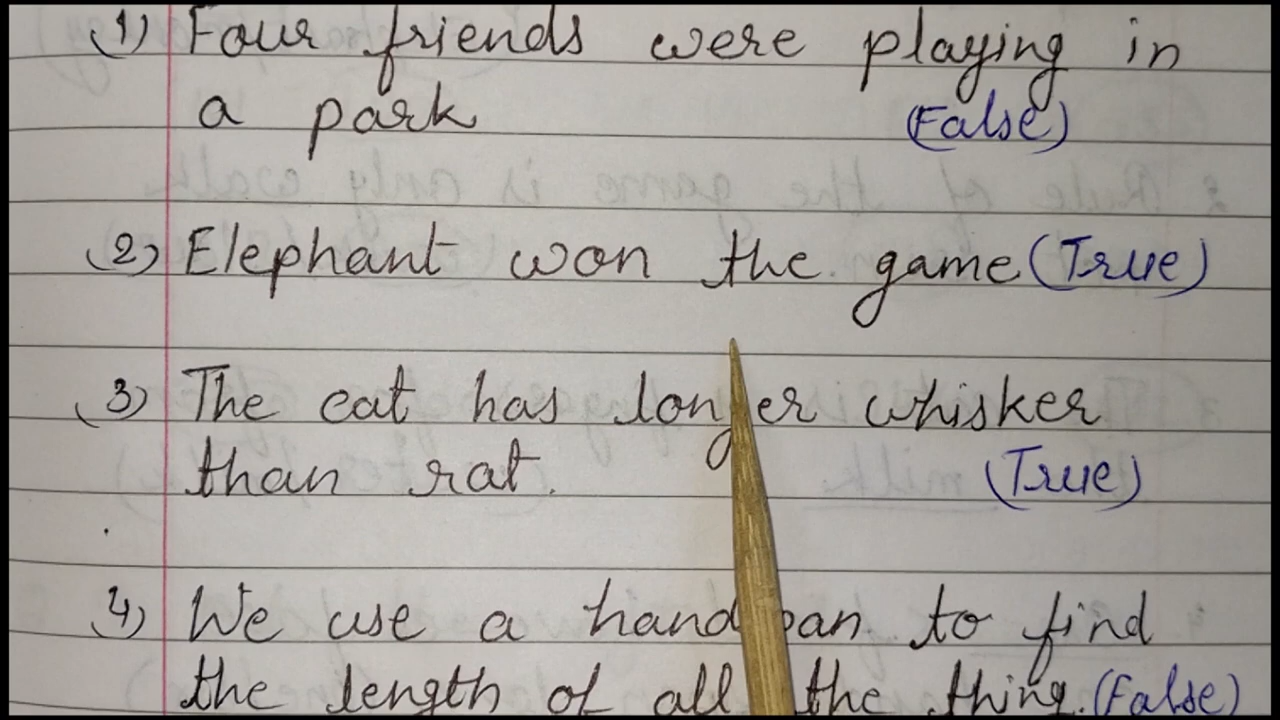 1) Four friends were playing in
a park (False)
2) Elephant won the game (True)
3) The cat has longer whisker
than rat. (True)
4) We use a hand to find
the length of all the thing. (False)